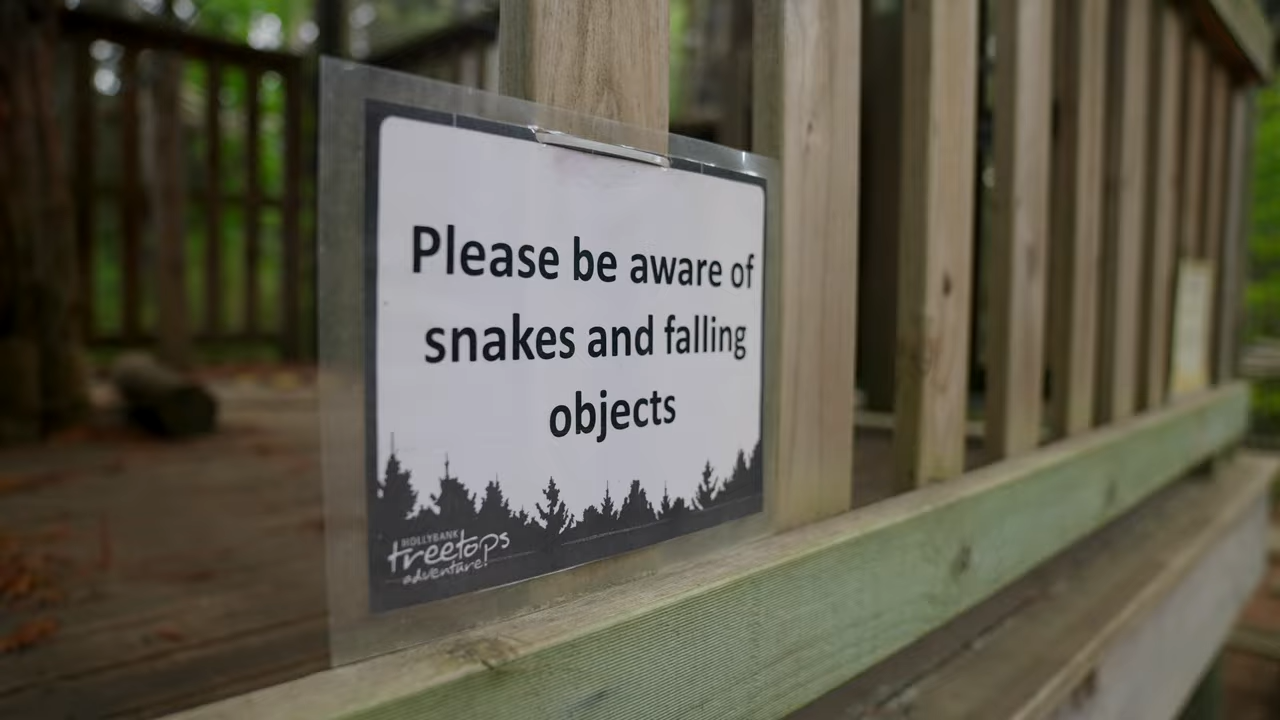 Please be aware of
snakes and falling
objects
HOLLYBANK
treetops
adventure!